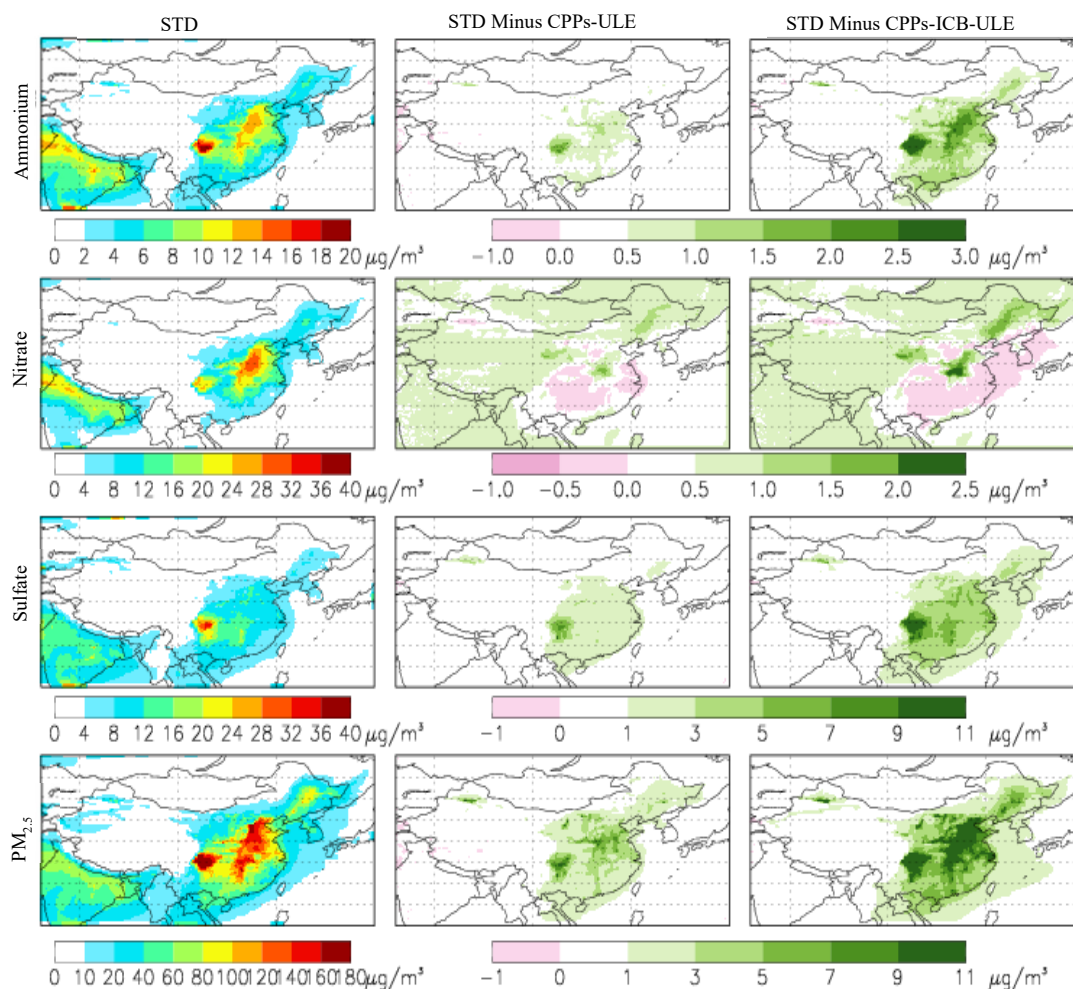 STD STD Minus CPPs-ULE STD Minus CPPs-ICB-ULE
Ammonium
0 2 4 6 8 10 12 14 16 18 20 μg/m³ -1.0 0.0 0.5 1.0 1.5 2.0 2.5 3.0 μg/m³
Nitrate
0 4 8 12 16 20 24 28 32 36 40 μg/m³ -1.0 -0.5 0.0 0.5 1.0 1.5 2.0 2.5 μg/m³
Sulfate
0 4 8 12 16 20 24 28 32 36 40 μg/m³ -1 0 1 3 5 7 9 11 μg/m³
PM2.5
0 10 20 40 60 80 100 120 140 160 180 μg/m³ -1 0 1 3 5 7 9 11 μg/m³